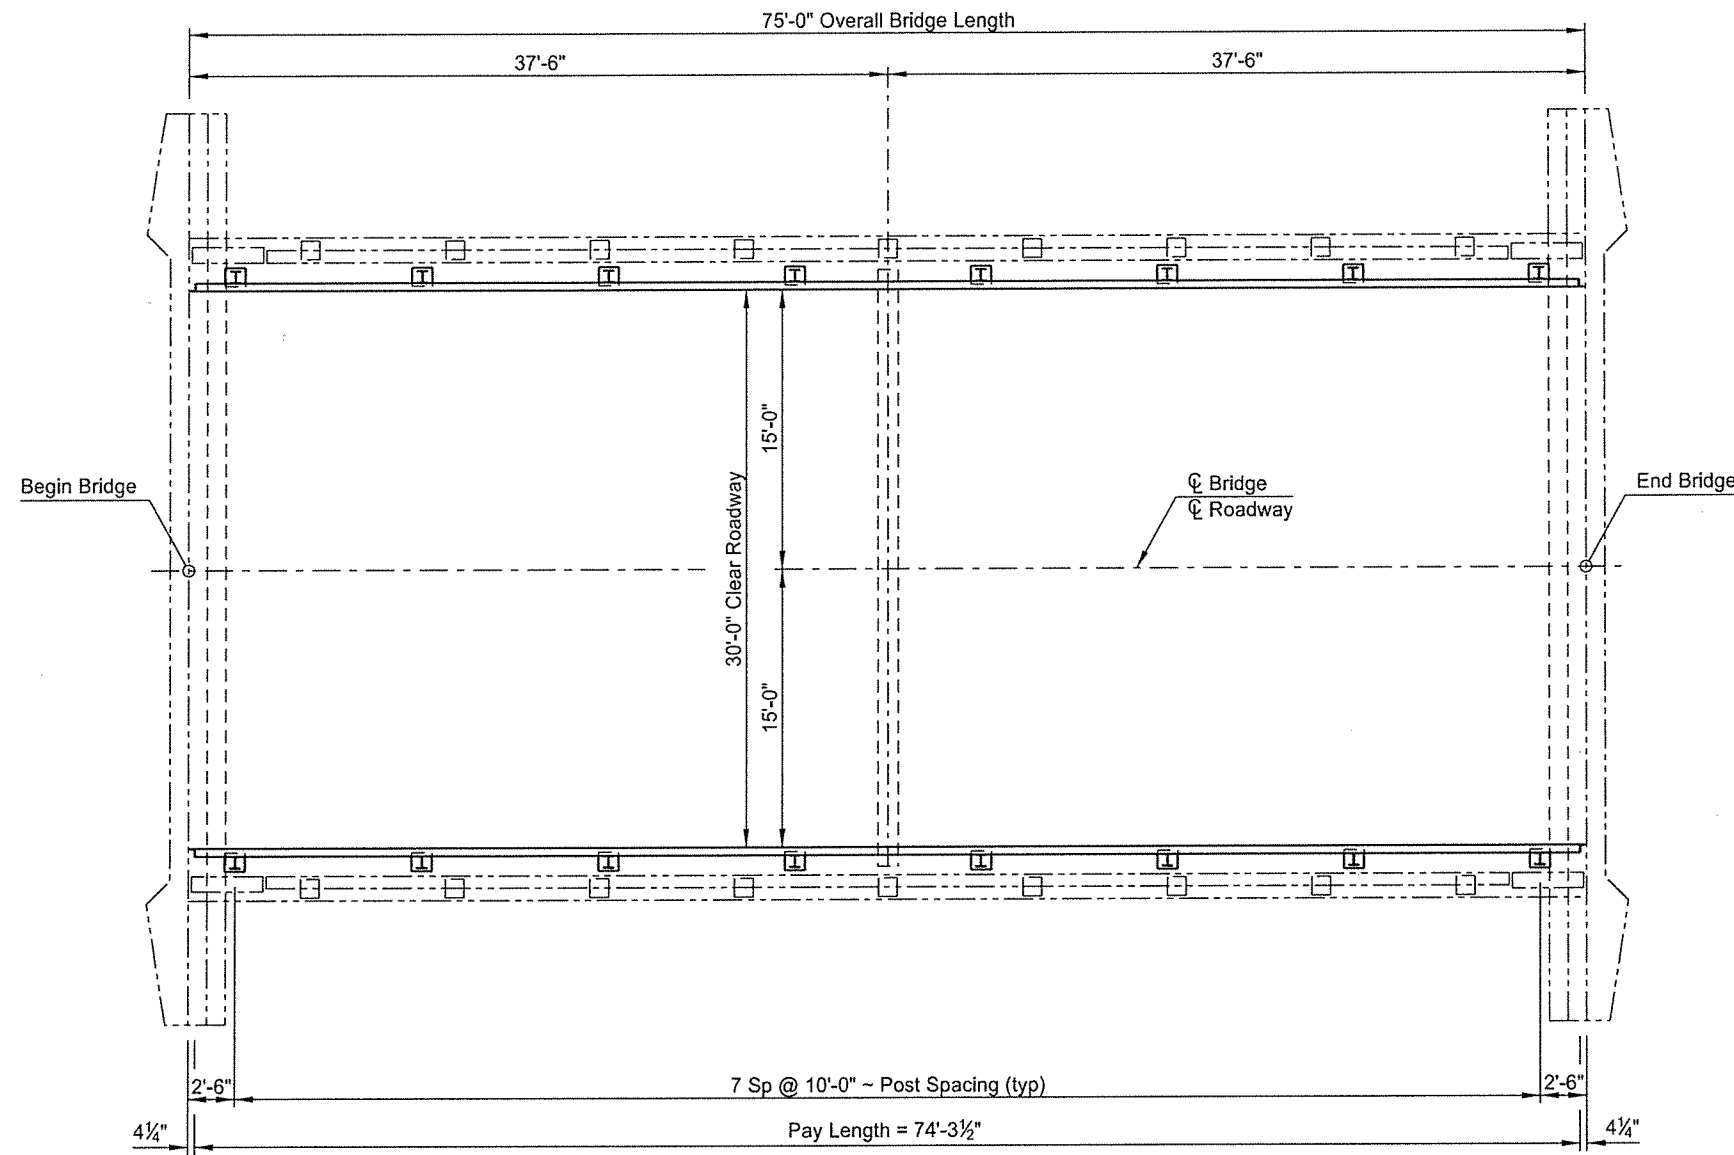 75'-0" Overall Bridge Length
37'-6"
37'-6"
15'-0"
30'-0" Clear Roadway
Begin Bridge
℄ Bridge
℄ Roadway
End Bridge
15'-0"
2'-6"
7 Sp @ 10'-0" ~ Post Spacing (typ)
2'-6"
4¼"
Pay Length = 74'-3½"
4¼"